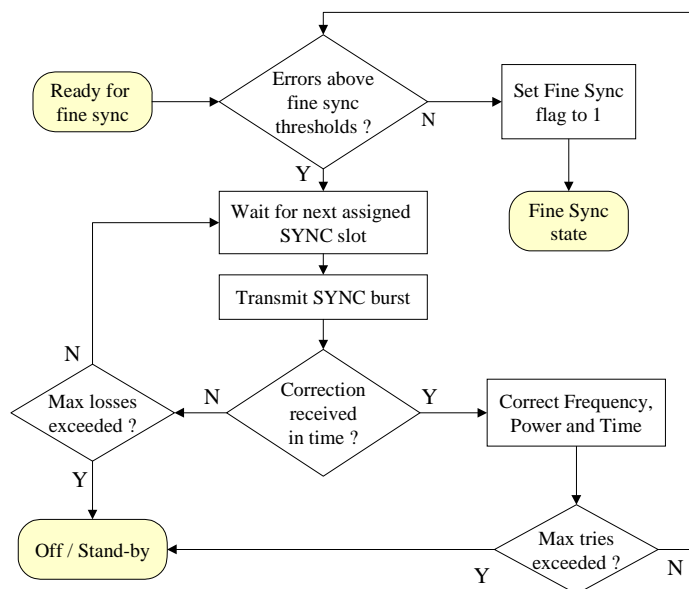 Ready for
fine sync
Errors above
fine sync
thresholds ?
N
Set Fine Sync
flag to 1
Y
Fine Sync
state
Wait for next assigned
SYNC slot
Transmit SYNC burst
N
Max losses
exceeded ?
N
Correction
received
in time ?
Y
Correct Frequency,
Power and Time
Y
Off / Stand-by
Max tries
exceeded ?
Y
N